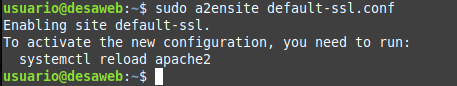 usuario@desaweb:~$ sudo a2ensite default-ssl.conf
Enabling site default-ssl.
To activate the new configuration, you need to run:
  systemctl reload apache2
usuario@desaweb:~$